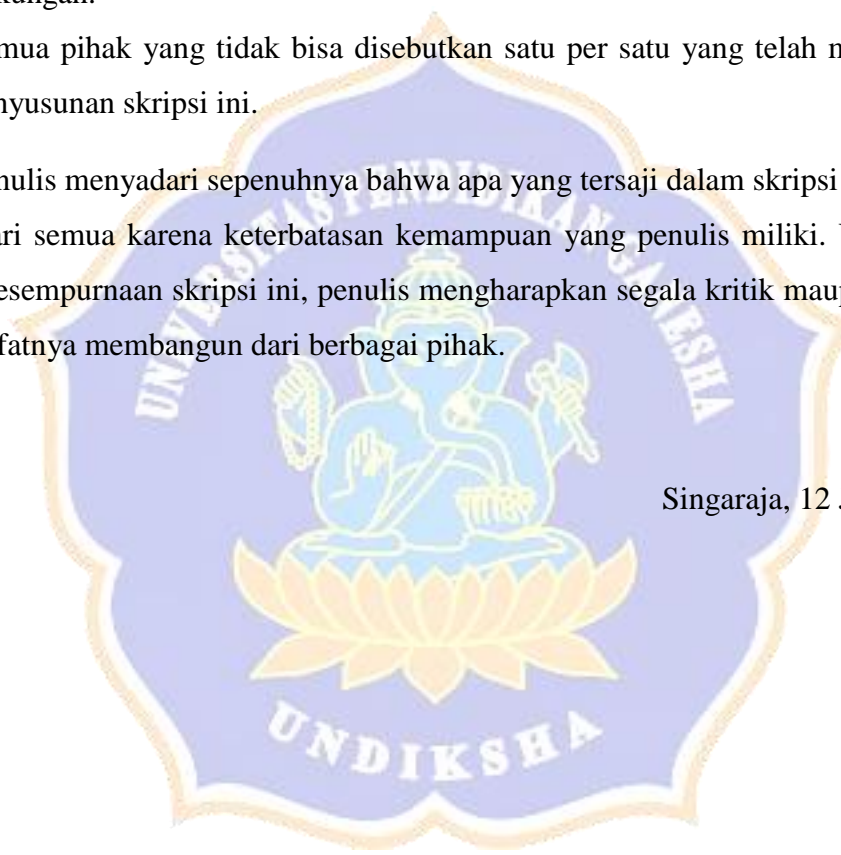 kungan.
mua pihak yang tidak bisa disebutkan satu per satu yang telah
nyusunan skripsi ini.
nulis menyadari sepenuhnya bahwa apa yang tersaji dalam skripsi
ari semua karena keterbatasan kemampuan yang penulis miliki.
esempurnaan skripsi ini, penulis mengharapkan segala kritik maup
fatnya membangun dari berbagai pihak.
UNIVERSITAS PENDIDIKAN GANESHA
Singaraja, 12
UNDIKSHA